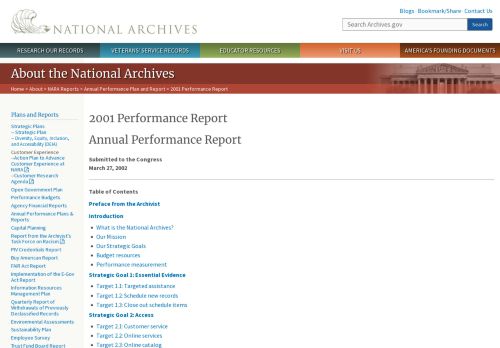 Blogs · Bookmark/Share · Contact Us
NATIONAL ARCHIVES
Search Archives.gov
Search
RESEARCH OUR RECORDS
VETERANS' SERVICE RECORDS
EDUCATOR RESOURCES
VISIT US
AMERICA'S FOUNDING DOCUMENTS
About the National Archives
Home > About > NARA Reports > Annual Performance Plan and Report > 2001 Performance Report
Plans and Reports
Strategic Plans
– Strategic Plan
– Diversity, Equity, Inclusion,
and Accessibility (DEIA)
Customer Experience
–Action Plan to Advance
Customer Experience at
NARA
–Customer Research
Agenda
Open Government Plan
Performance Budgets
Agency Financial Reports
Annual Performance Plans &
Reports
Capital Planning
Report from the Archivist's
Task Force on Racism
PIV Credentials Report
Buy American Report
FAIR Act Report
Implementation of the E-Gov
Act Report
Information Resources
Management Plan
Quarterly Report of
Withdrawals of Previously
Declassified Records
Environmental Assessments
Sustainability Plan
Employee Survey
Trust Fund Board Report
2001 Performance Report
Annual Performance Report
Submitted to the Congress
March 27, 2002
Table of Contents
Preface from the Archivist
Introduction
What is the National Archives?
Our Mission
Our Strategic Goals
Budget resources
Performance measurement
Strategic Goal 1: Essential Evidence
Target 1.1: Targeted assistance
Target 1.2: Schedule new records
Target 1.3: Close out schedule items
Strategic Goal 2: Access
Target 2.1: Customer service
Target 2.2: Online services
Target 2.3: Online catalog